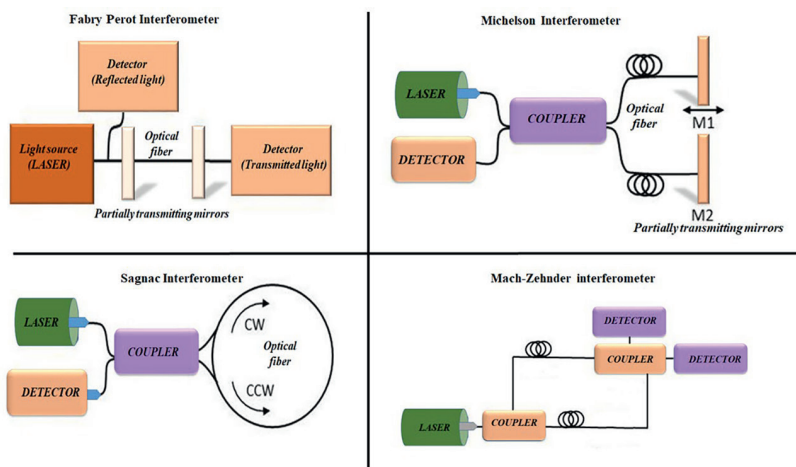 Fabry Perot Interferometer
Detector
(Reflected light)
Light source
(LASER)
Optical
fiber
Detector
(Transmitted light)
Partially transmitting mirrors
Michelson Interferometer
LASER
DETECTOR
COUPLER
Optical
fiber
M1
M2
Partially transmitting mirrors
Sagnac Interferometer
LASER
DETECTOR
COUPLER
CW
Optical
fiber
CCW
Mach-Zehnder interferometer
DETECTOR
COUPLER
DETECTOR
LASER
COUPLER